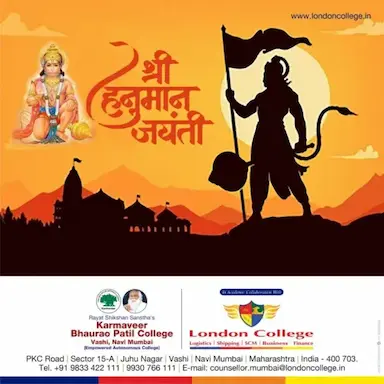 www.londoncollege.in
श्री
हनुमान
जयंती
Rayat Shikshan Sanstha's
Karmaveer
Bhaurao Patil College
Vashi, Navi Mumbai
(Empowered Autonomous College)
In Academic Collaboration With
London College
Logistics | Shipping | SCM | Business | Finance
PKC Road | Sector 15-A | Juhu Nagar | Vashi | Navi Mumbai | Maharashtra | India - 400 703.
Tel. +91 9833 422 111 | 9930 766 111 | E-mail: counsellor.mumbai@londoncollege.in